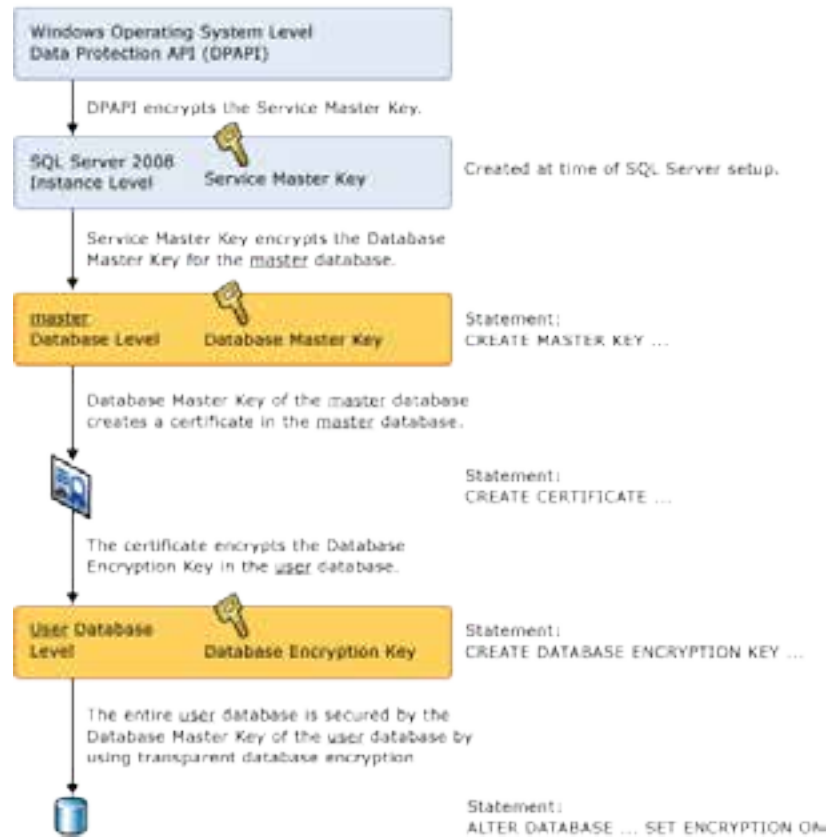 Windows Operating System Level
Data Protection API (DPAPI)
DPAPI encrypts the Service Master Key.
SQL Server 2008
Instance Level
Service Master Key
Created at time of SQL Server setup.
Service Master Key encrypts the Database
Master Key for the master database.
master
Database Level
Database Master Key
Statement:
CREATE MASTER KEY ...
Database Master Key of the master database
creates a certificate in the master database.
Statement:
CREATE CERTIFICATE ...
The certificate encrypts the Database
Encryption Key in the user database.
User Database
Level
Database Encryption Key
Statement:
CREATE DATABASE ENCRYPTION KEY ...
The entire user database is secured by the
Database Master Key of the user database by
using transparent database encryption
Statement:
ALTER DATABASE ... SET ENCRYPTION ON